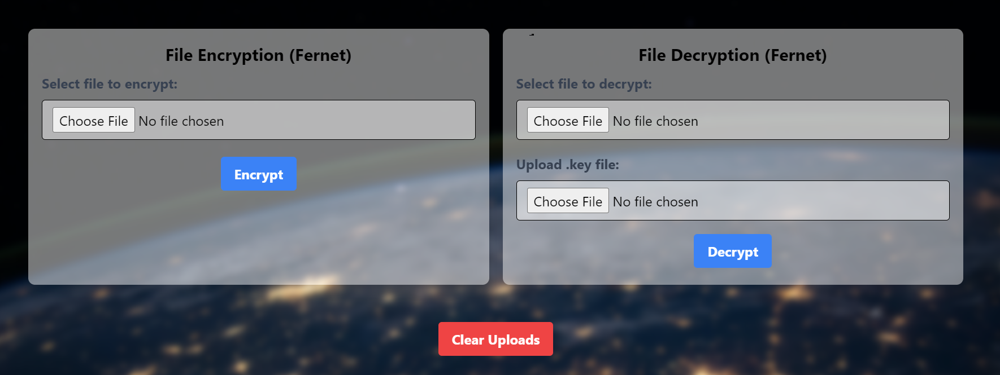 File Encryption (Fernet)
Select file to encrypt:
Choose File No file chosen
Encrypt
File Decryption (Fernet)
Select file to decrypt:
Choose File No file chosen
Upload .key file:
Choose File No file chosen
Decrypt
Clear Uploads